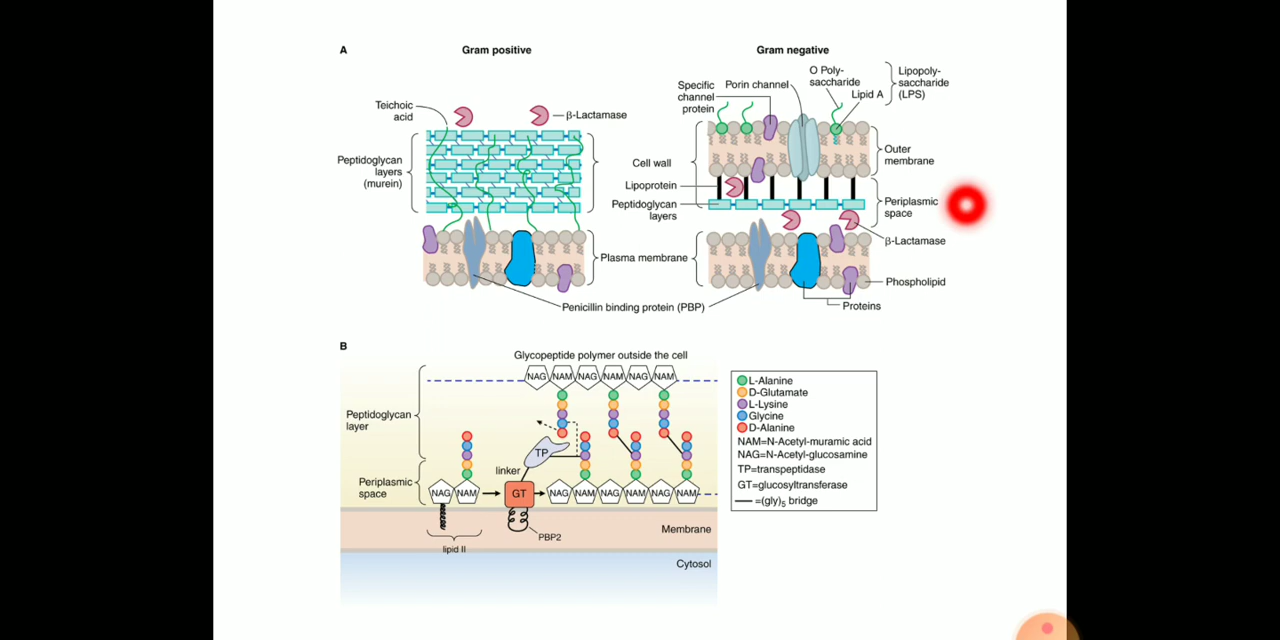 A
Gram positive
Gram negative
Teichoic
acid
β-Lactamase
Peptidoglycan
layers
(murein)
Specific
channel
protein
Porin channel
O Poly-
saccharide
Lipid A
Lipopoly-
saccharide
(LPS)
Cell wall
Outer
membrane
Lipoprotein
Peptidoglycan
layers
Periplasmic
space
β-Lactamase
Plasma membrane
Phospholipid
Penicillin binding protein (PBP)
Proteins
B
Glycopeptide polymer outside the cell
NAG NAM NAG NAM NAG NAM
Peptidoglycan
layer
TP
linker
Periplasmic
space
NAG NAM GT NAG NAM NAG NAM NAG NAM
PBP2
lipid II
Membrane
Cytosol
L-Alanine
D-Glutamate
L-Lysine
Glycine
D-Alanine
NAM=N-Acetyl-muramic acid
NAG=N-Acetyl-glucosamine
TP=transpeptidase
GT=glucosyltransferase
=(gly)5 bridge